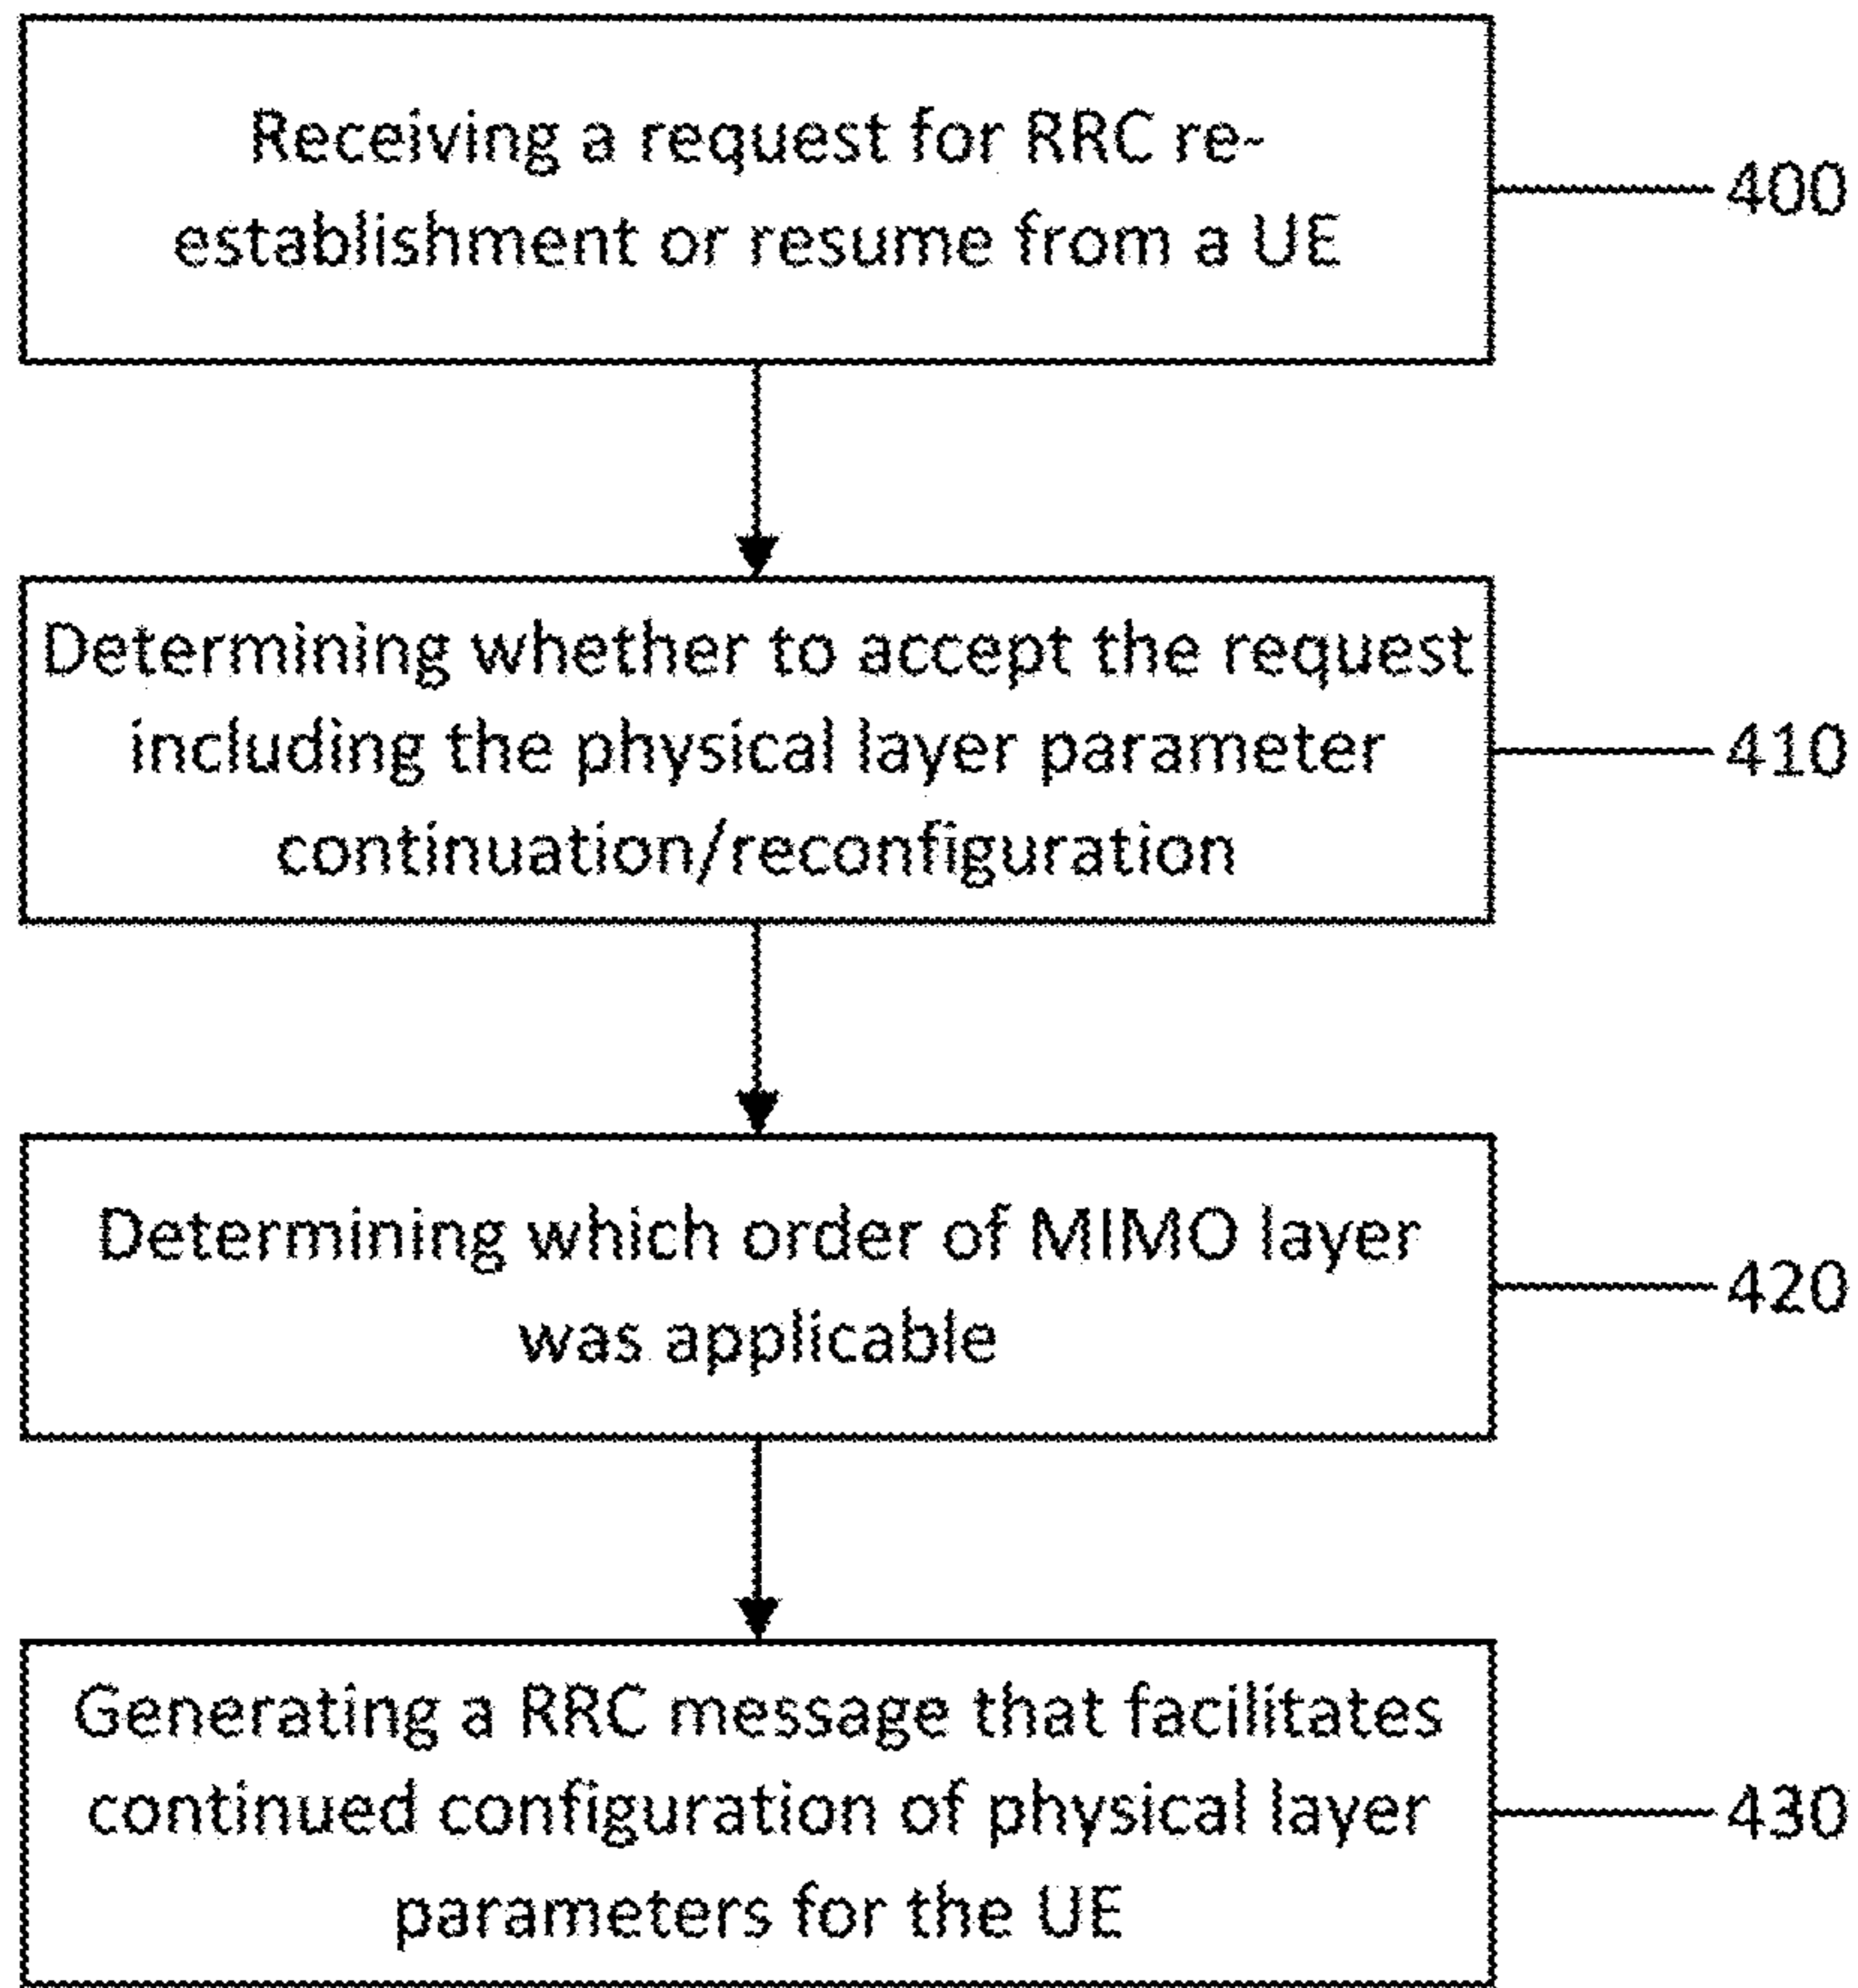 Receiving a request for RRC re-
establishment or resume from a UE
400
Determining whether to accept the request
including the physical layer parameter
continuation/reconfiguration
410
Determining which order of MIMO layer
was applicable
420
Generating a RRC message that facilitates
continued configuration of physical layer
parameters for the UE
430